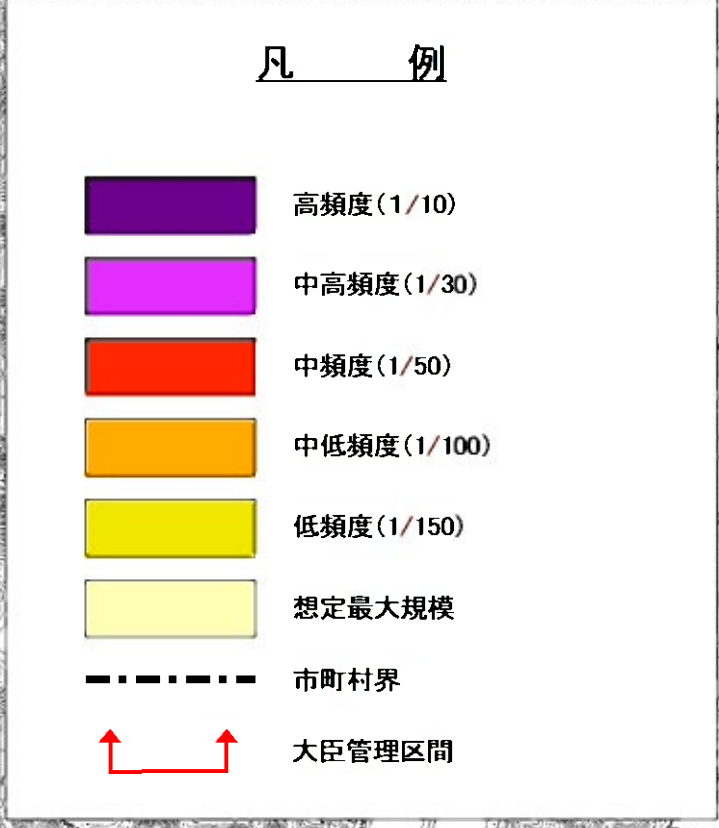 凡 例
高頻度(1/10)
中高頻度(1/30)
中頻度(1/50)
中低頻度(1/100)
低頻度(1/150)
想定最大規模
市町村界
大臣管理区間